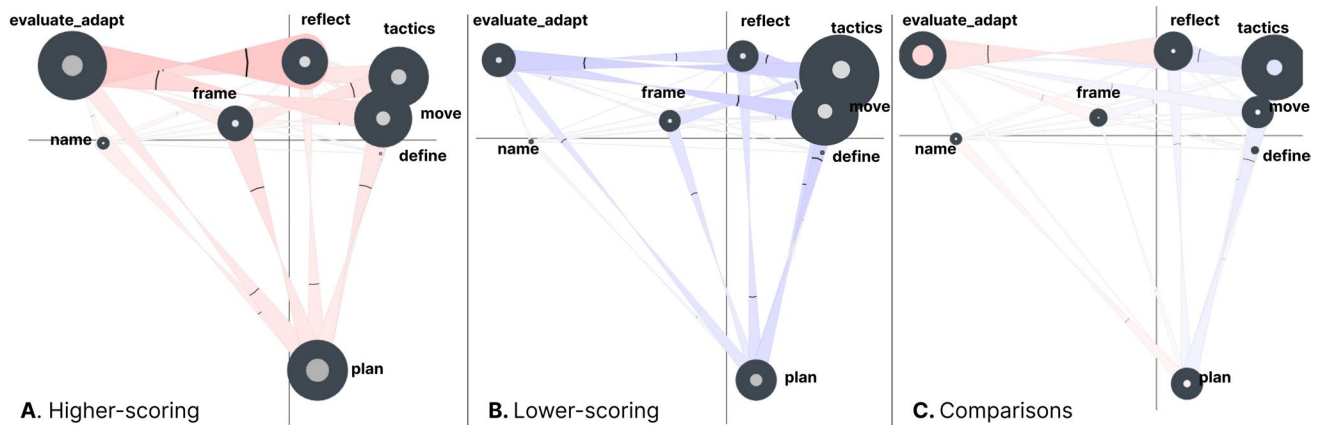 evaluate_adapt
reflect
tactics
frame
move
name
define
plan
A. Higher-scoring
evaluate_adapt
reflect
tactics
frame
move
name
define
plan
B. Lower-scoring
evaluate_adapt
reflect
tactics
frame
move
name
define
plan
C. Comparisons